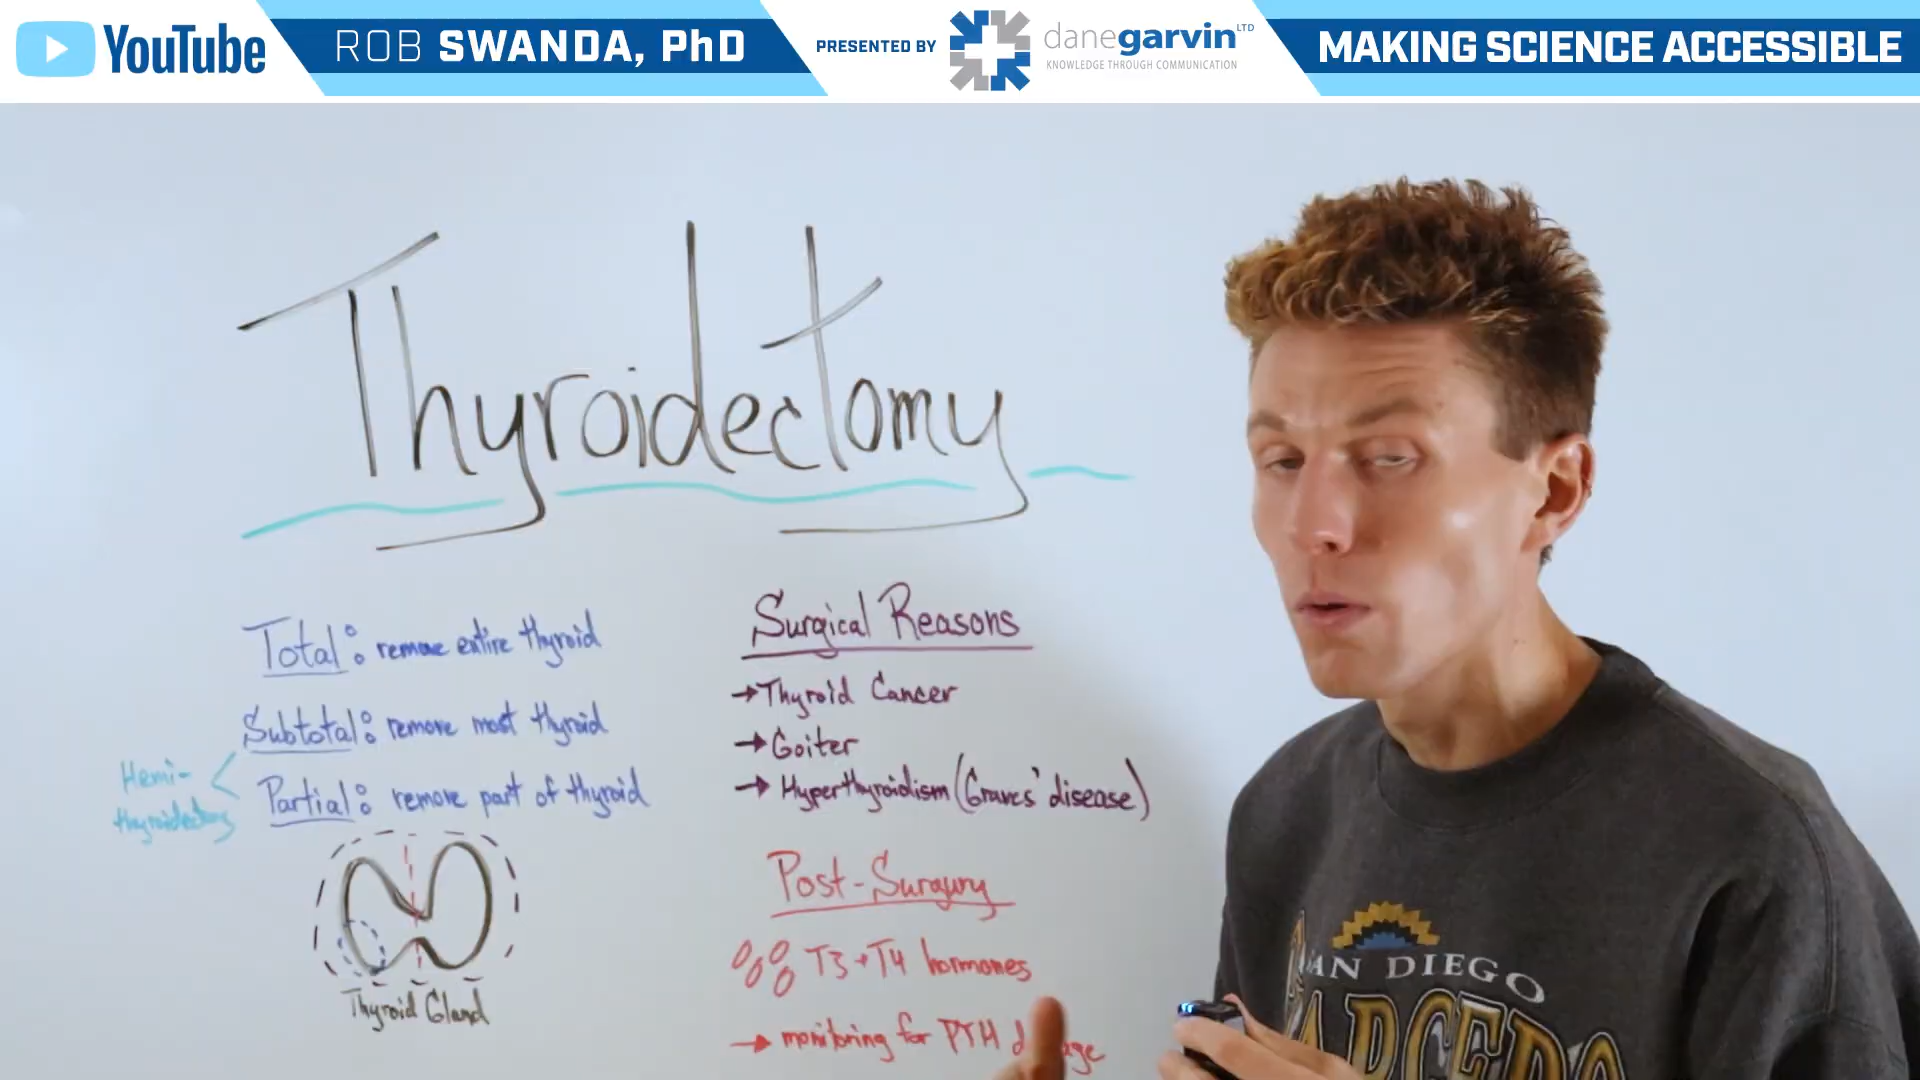 YouTube
ROB SWANDA, PhD
PRESENTED BY
danegarvin LTD
KNOWLEDGE THROUGH COMMUNICATION
MAKING SCIENCE ACCESSIBLE
Thyroidectomy
Total: remove entire thyroid
Subtotal: remove most thyroid
Partial: remove part of thyroid
Hemi-
thyroidectomy
Thyroid Gland
Surgical Reasons
→Thyroid Cancer
→Goiter
→Hyperthyroidism (Graves' disease)
Post-Surgury
T3 + T4 hormones
→ monitoring for PTH
SAN DIEGO